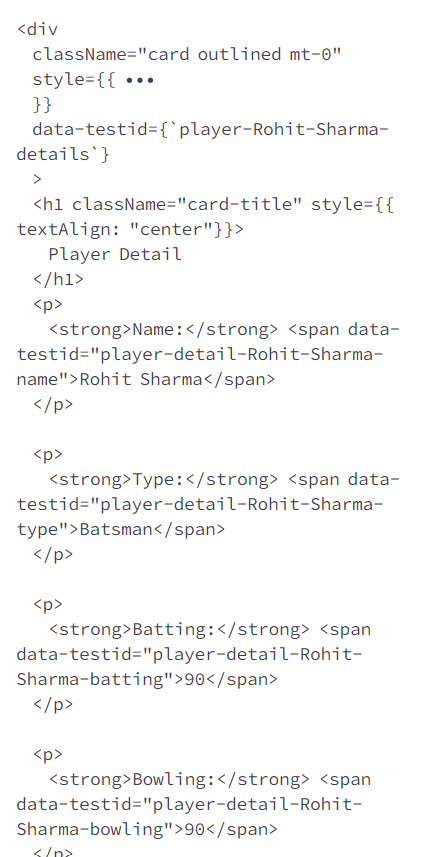 <div
className="card outlined mt-0"
style={{ •••
}}
data-testid={`player-Rohit-Sharma-
details`}
>
<h1 className="card-title" style={{
textAlign: "center"}}>
Player Detail
</h1>
<p>
<strong>Name:</strong> <span data-
testid="player-detail-Rohit-Sharma-
name">Rohit Sharma</span>
</p>
<p>
<strong>Type:</strong> <span data-
testid="player-detail-Rohit-Sharma-
type">Batsman</span>
</p>
<p>
<strong>Batting:</strong> <span
data-testid="player-detail-Rohit-
Sharma-batting">90</span>
</p>
<p>
<strong>Bowling:</strong> <span
data-testid="player-detail-Rohit-
Sharma-bowling">90</span>
</p>